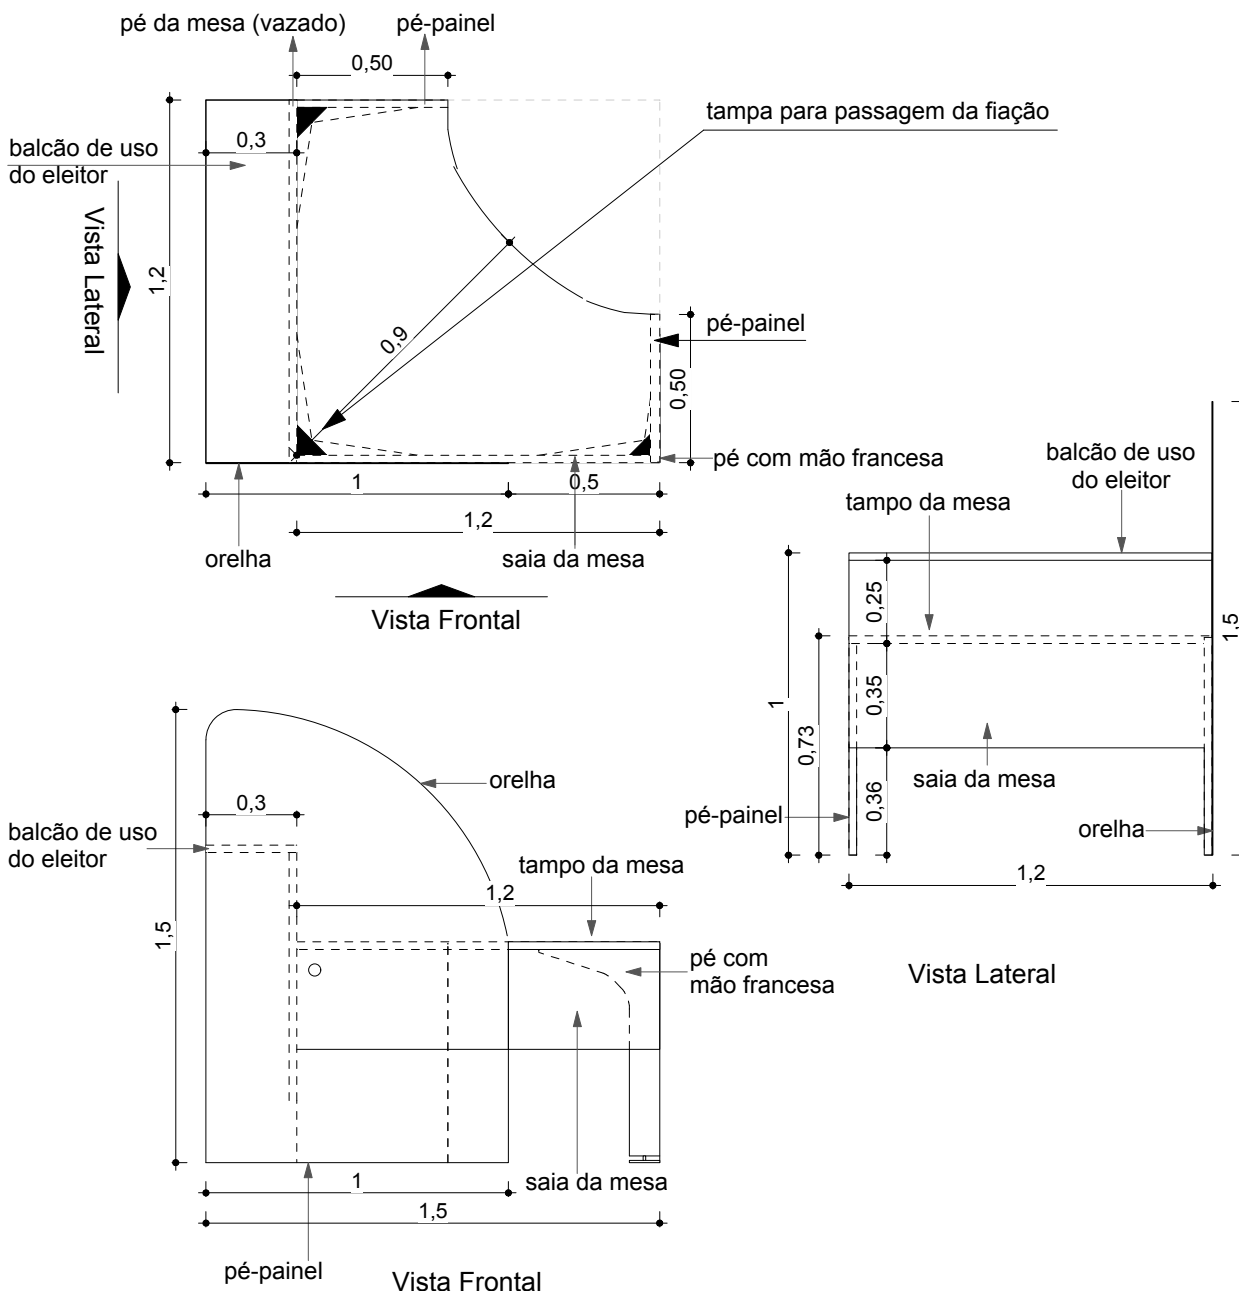 pé da mesa (vazado)
pé-painel
0,50
tampa para passagem da fiação
balcão de uso
do eleitor
0,3
Vista Lateral
1,2
0,9
pé-painel
0,50
pé com mão francesa
1
0,5
1,2
orelha
saia da mesa
Vista Frontal
balcão de uso
do eleitor
tampo da mesa
0,25
1,5
1
0,73
0,35
saia da mesa
0,36
pé-painel
orelha
1,2
Vista Lateral
orelha
0,3
balcão de uso
do eleitor
tampo da mesa
1,2
1,5
pé com
mão francesa
saia da mesa
1
1,5
pé-painel
Vista Frontal